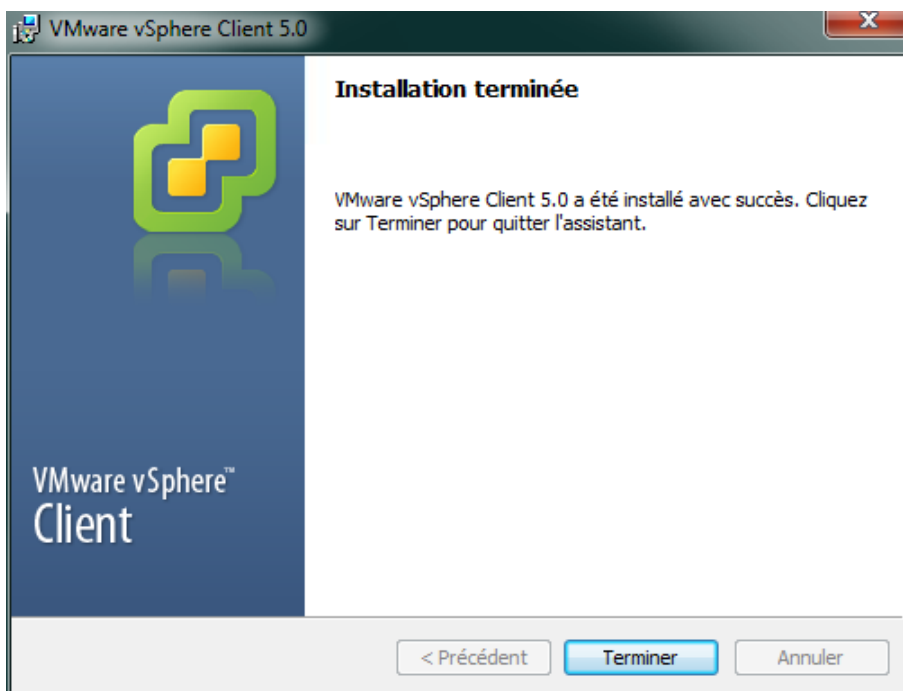 VMware vSphere Client 5.0
Installation terminée
VMware vSphere Client 5.0 a été installé avec succès. Cliquez
sur Terminer pour quitter l'assistant.
VMware vSphere™
Client
< Précédent
Terminer
Annuler